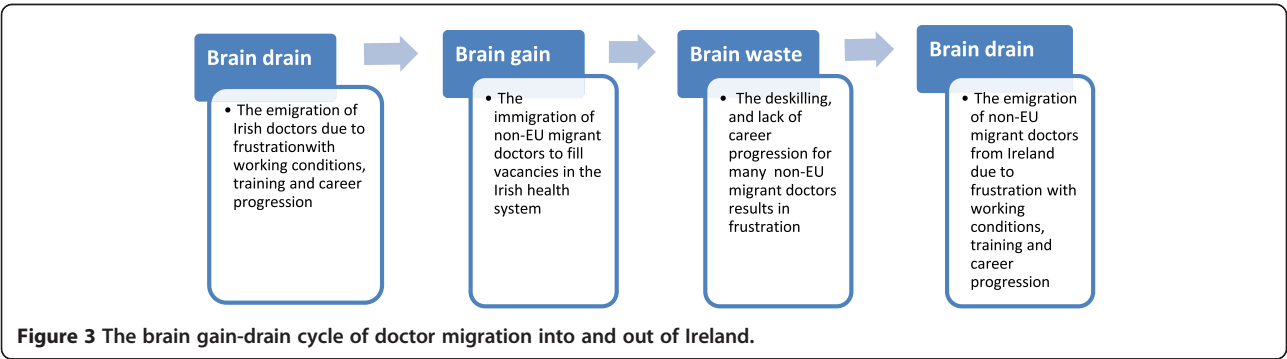 Brain drain
• The emigration of
Irish doctors due to
frustrationwith
working conditions,
training and career
progression
Brain gain
• The
immigration of
non-EU migrant
doctors to fill
vacancies in the
Irish health
system
Brain waste
• The deskilling,
and lack of
career
progression for
many non-EU
migrant doctors
results in
frustration
Brain drain
• The emigration
of non-EU
migrant doctors
from Ireland
due to
frustration with
working
conditions,
training and
career
progression
Figure 3 The brain gain-drain cycle of doctor migration into and out of Ireland.